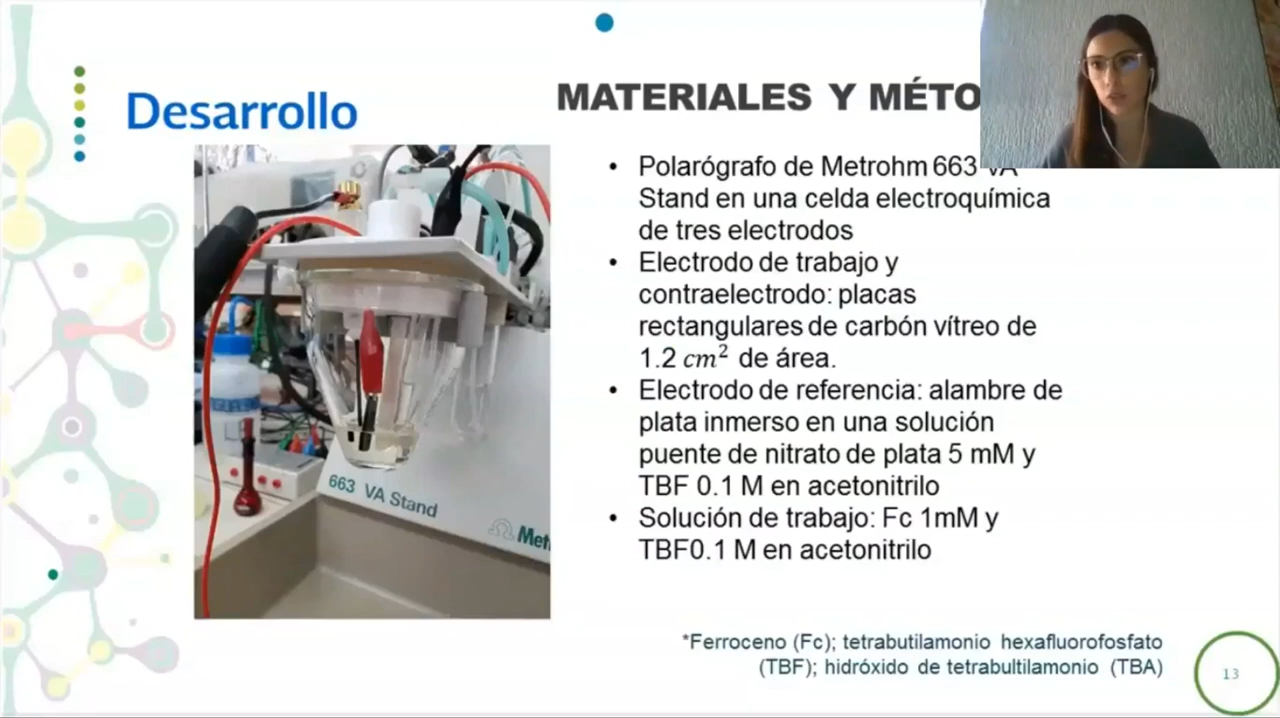 Desarrollo
MATERIALES Y MÉTO
• Polarógrafo de Metrohm 663 VA
Stand en una celda electroquímica
de tres electrodos
• Electrodo de trabajo y
contraelectrodo: placas
rectangulares de carbón vítreo de
1.2 cm² de área.
• Electrodo de referencia: alambre de
plata inmerso en una solución
puente de nitrato de plata 5 mM y
TBF 0.1 M en acetonitrilo
• Solución de trabajo: Fc 1mM y
TBF0.1 M en acetonitrilo
663 VA Stand
Met
*Ferroceno (Fc); tetrabutilamonio hexafluorofosfato
(TBF); hidróxido de tetrabultilamonio (TBA)
13